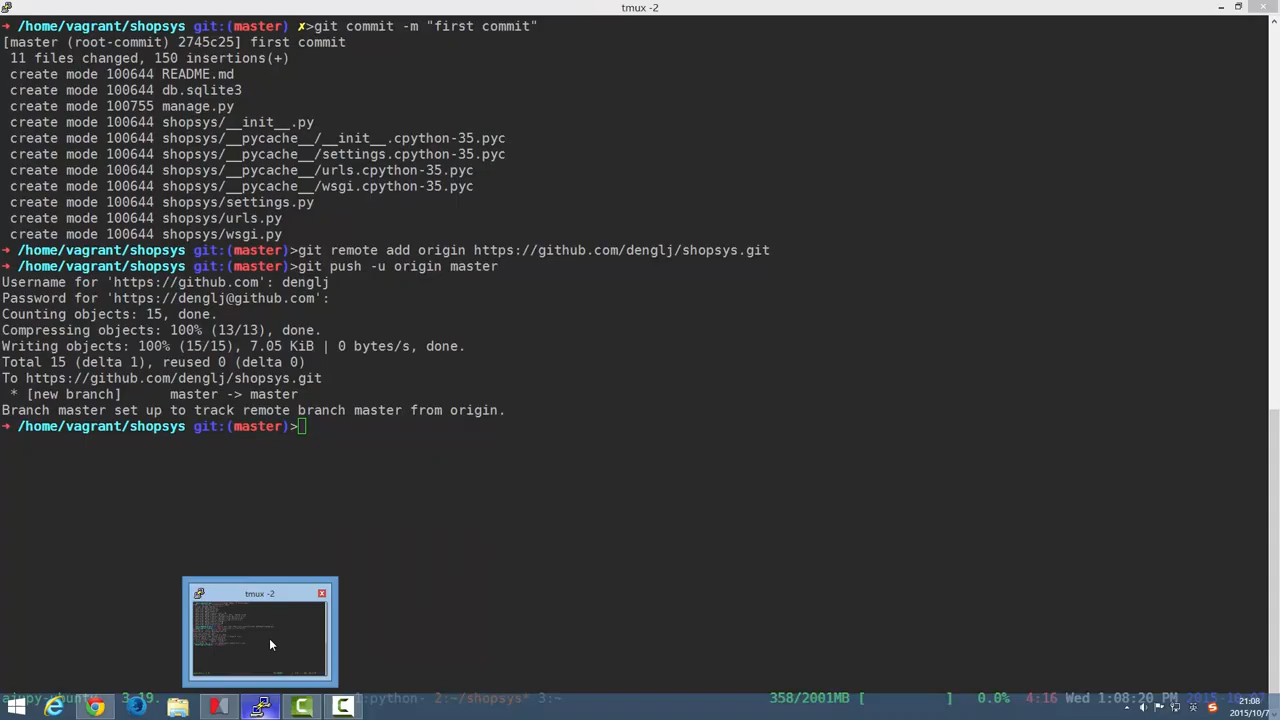 tmux -2
➜ /home/vagrant/shopsys git:(master) ✗>git commit -m "first commit"
[master (root-commit) 2745c25] first commit
11 files changed, 150 insertions(+)
create mode 100644 README.md
create mode 100644 db.sqlite3
create mode 100755 manage.py
create mode 100644 shopsys/__init__.py
create mode 100644 shopsys/__pycache__/__init__.cpython-35.pyc
create mode 100644 shopsys/__pycache__/settings.cpython-35.pyc
create mode 100644 shopsys/__pycache__/urls.cpython-35.pyc
create mode 100644 shopsys/__pycache__/wsgi.cpython-35.pyc
create mode 100644 shopsys/settings.py
create mode 100644 shopsys/urls.py
create mode 100644 shopsys/wsgi.py
➜ /home/vagrant/shopsys git:(master)>git remote add origin https://github.com/denglj/shopsys.git
➜ /home/vagrant/shopsys git:(master)>git push -u origin master
Username for 'https://github.com': denglj
Password for 'https://denglj@github.com':
Counting objects: 15, done.
Compressing objects: 100% (13/13), done.
Writing objects: 100% (15/15), 7.05 KiB | 0 bytes/s, done.
Total 15 (delta 1), reused 0 (delta 0)
To https://github.com/denglj/shopsys.git
* [new branch] master -> master
Branch master set up to track remote branch master from origin.
➜ /home/vagrant/shopsys git:(master)>
tmux -2
:python- 2:~/shopsys* 3:~ 358/2001MB [ ] 0.0% 4:16 Wed 1:08:20 PM
21:08
2015/10/7